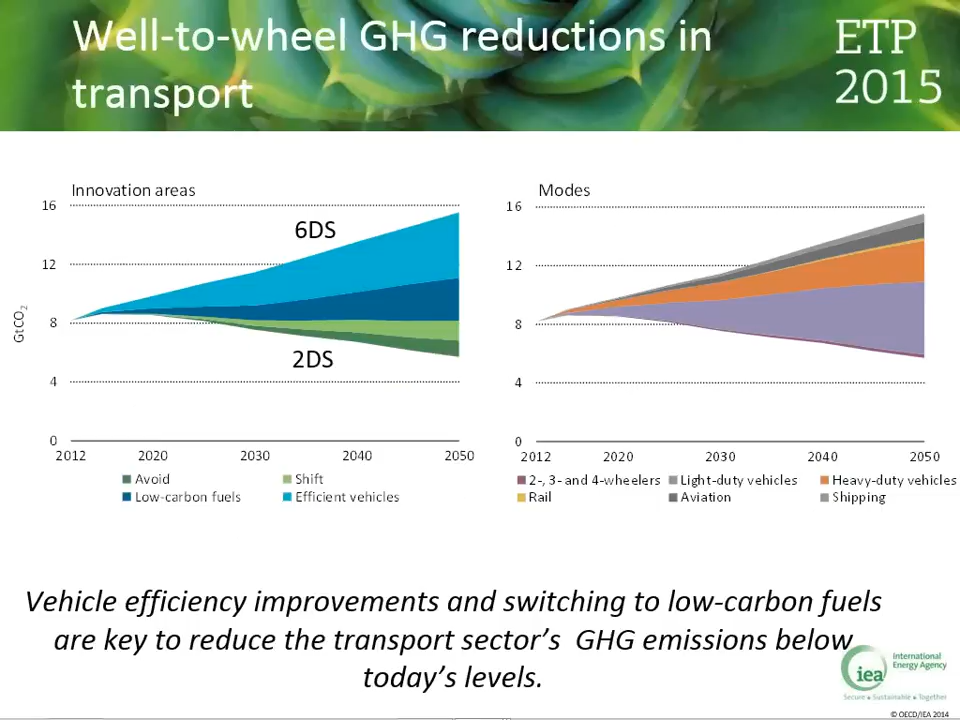 Well-to-wheel GHG reductions in
transport
ETP
2015
Innovation areas
16
12
8
4
0
GtCO₂
6DS
2DS
2012
2020
2030
2040
2050
Avoid
Shift
Low-carbon fuels
Efficient vehicles
Modes
16
12
8
4
0
2012
2020
2030
2040
2050
2-, 3- and 4-wheelers
Light-duty vehicles
Heavy-duty vehicles
Rail
Aviation
Shipping
Vehicle efficiency improvements and switching to low-carbon fuels
are key to reduce the transport sector’s  GHG emissions below
today’s levels.
iea
International
Energy Agency
Secure • Sustainable • Together
© OECD/IEA 2014